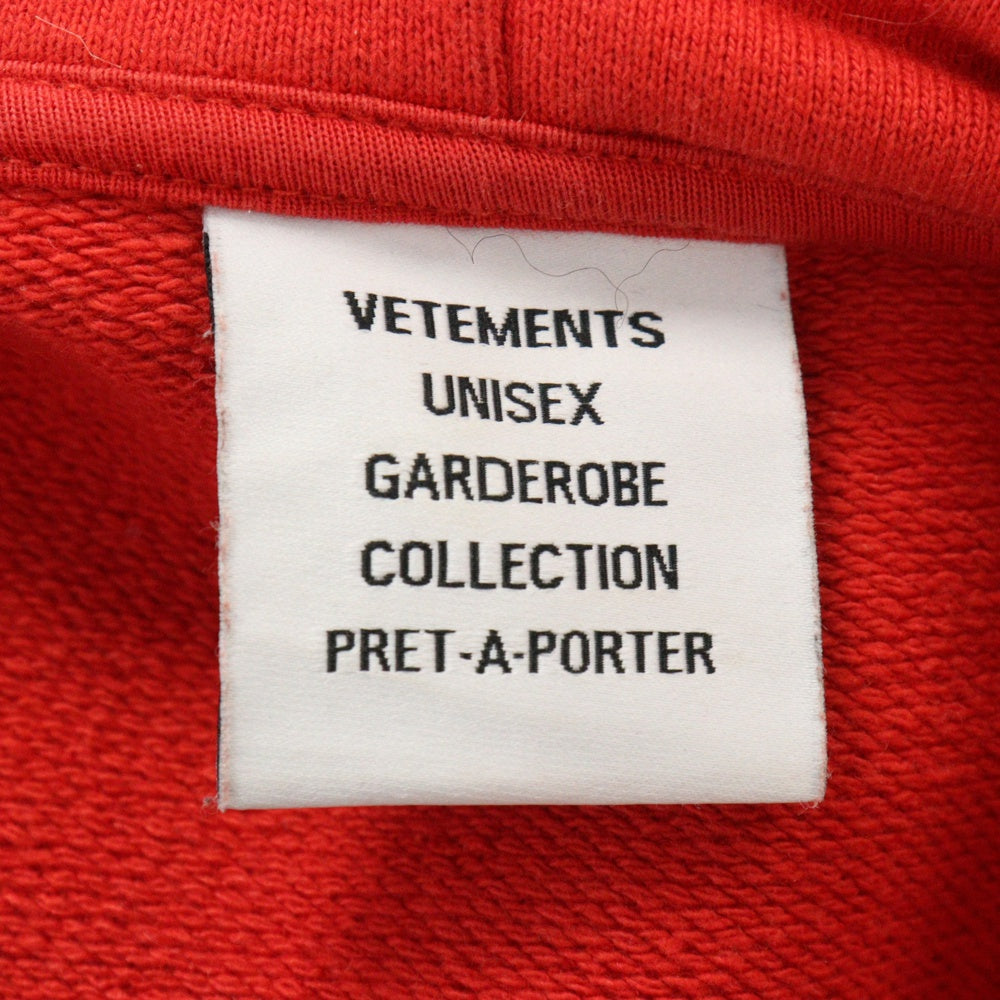 VETEMENTS
UNISEX
GARDEROBE
COLLECTION
PRET-A-PORTER